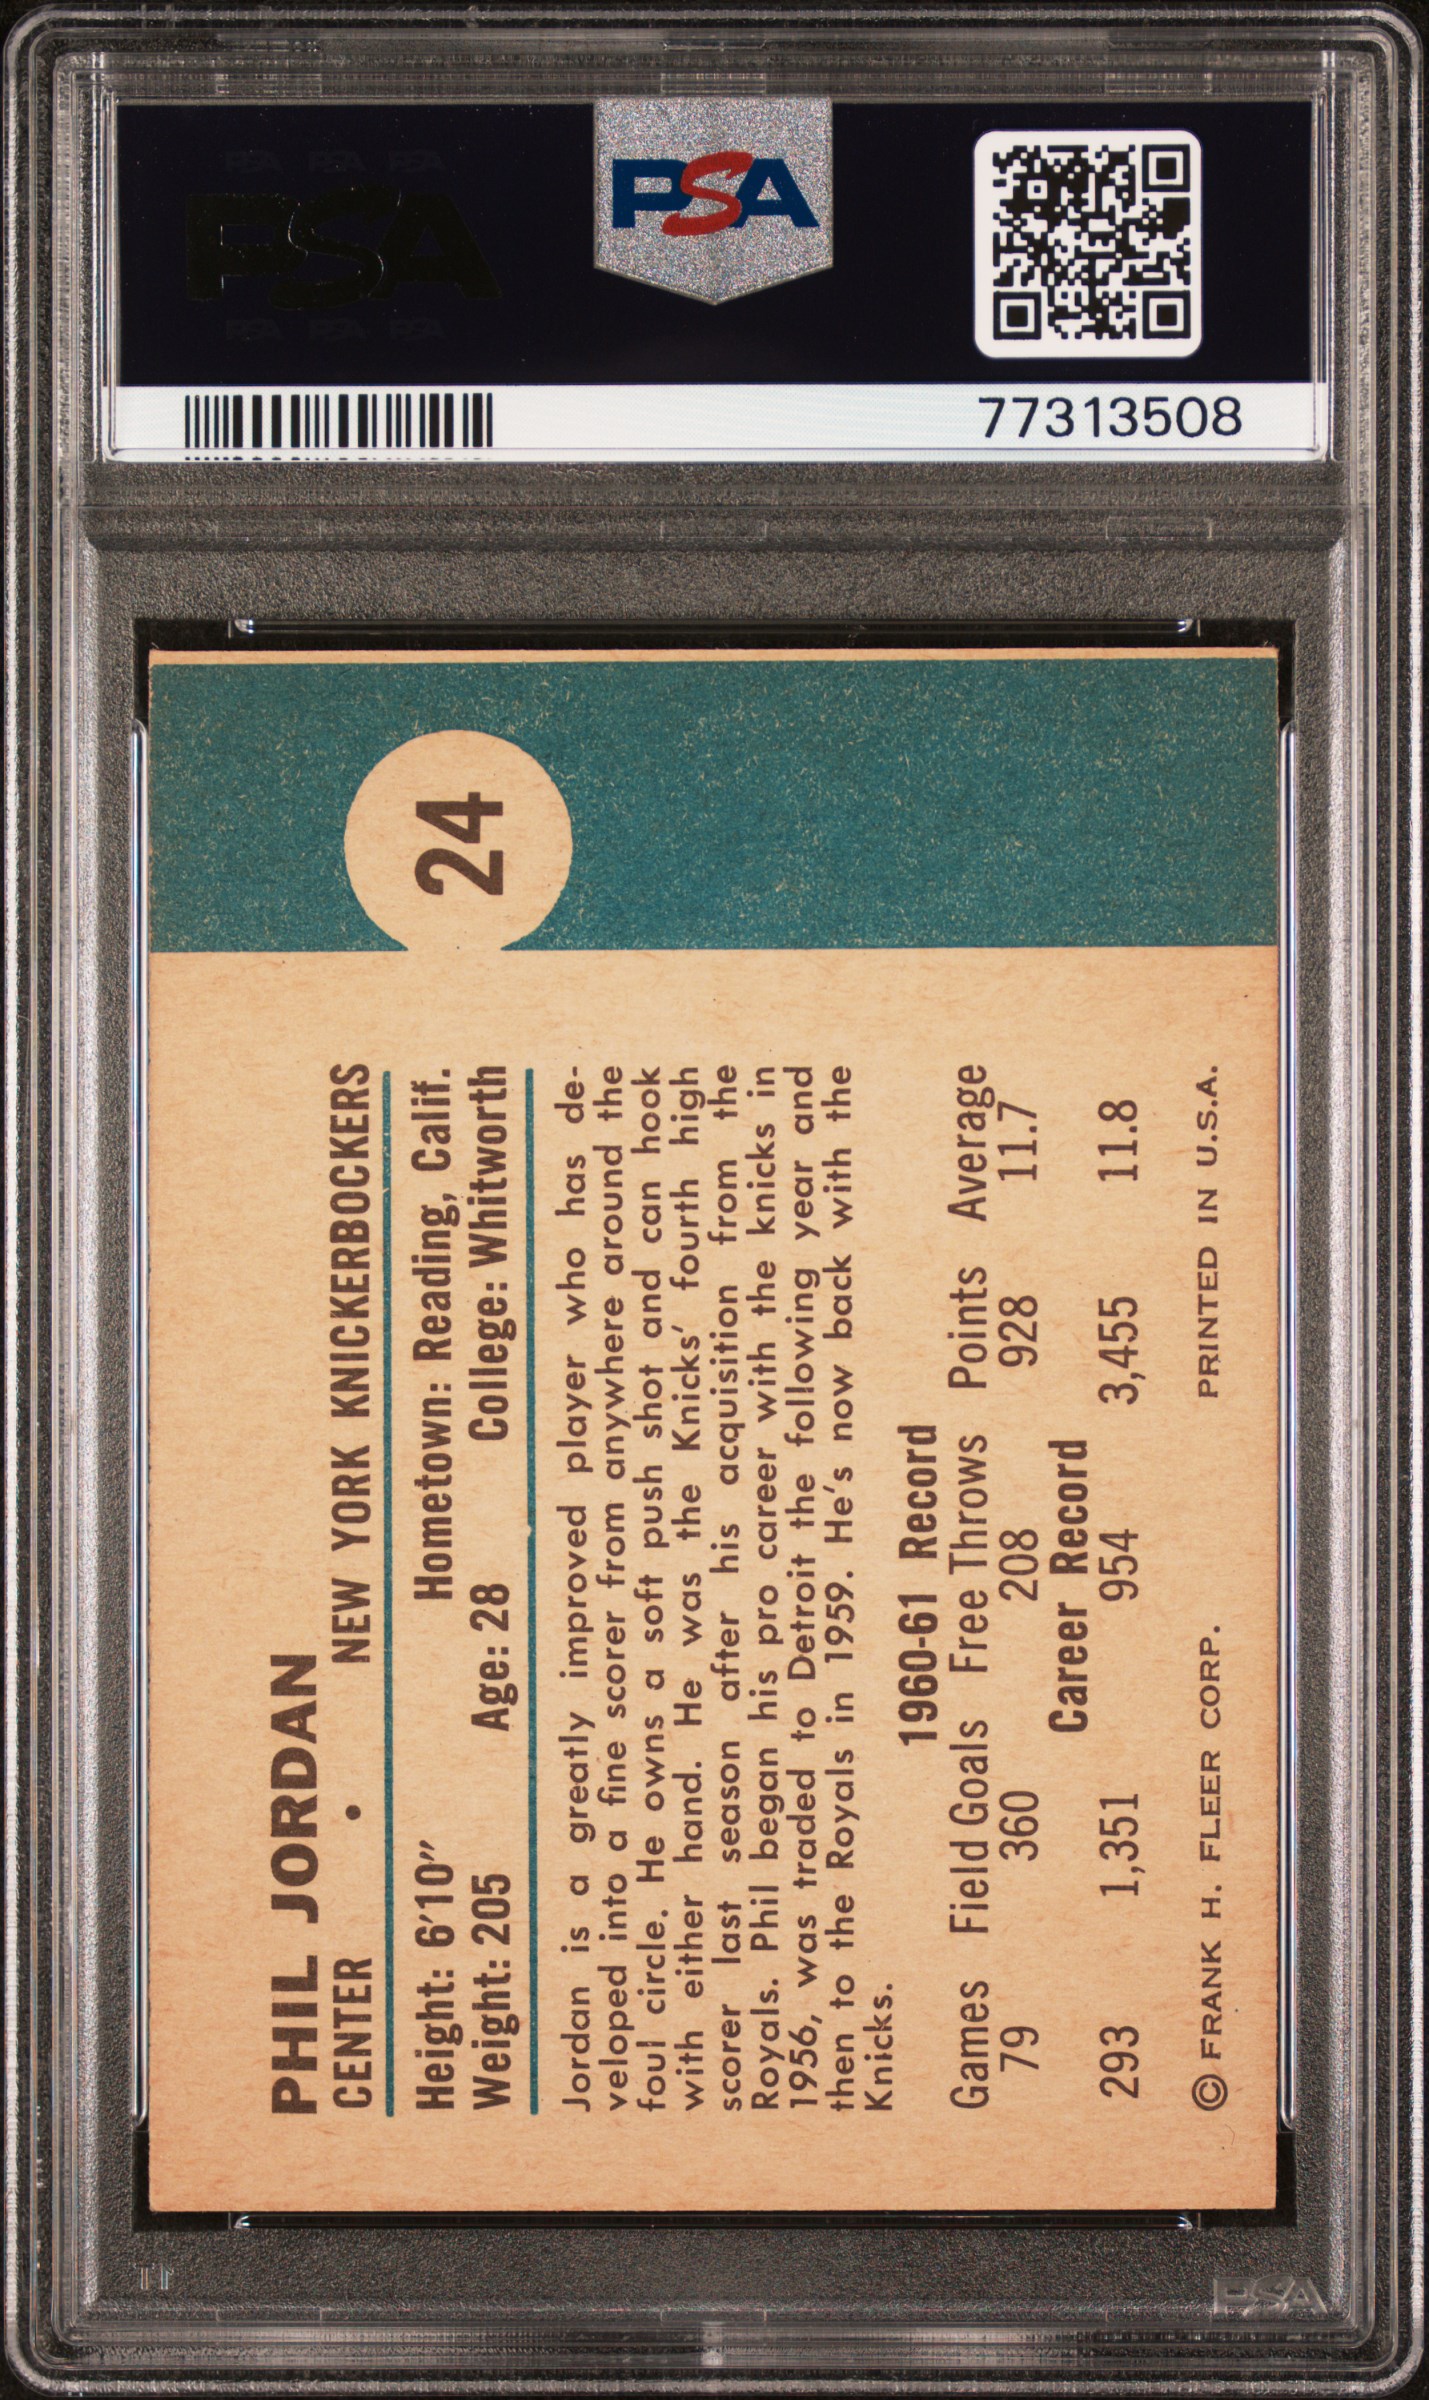 PSA
PSA
77313508
24
PHIL JORDAN
CENTER • NEW YORK KNICKERBOCKERS
Height: 6'10" Hometown: Reading, Calif.
Weight: 205 Age: 28 College: Whitworth
Jordan is a greatly improved player who has de-
veloped into a fine scorer from anywhere around the
foul circle. He owns a soft push shot and can hook
with either hand. He was the Knicks' fourth high
scorer last season after his acquisition from the
Royals. Phil began his pro career with the knicks in
1956, was traded to Detroit the following year and
then to the Royals in 1959. He's now back with the
Knicks.
1960-61 Record
Games Field Goals Free Throws Points Average
79 360 208 928 11.7
Career Record
293 1,351 954 3,455 11.8
© FRANK H. FLEER CORP. PRINTED IN U.S.A.
PSA